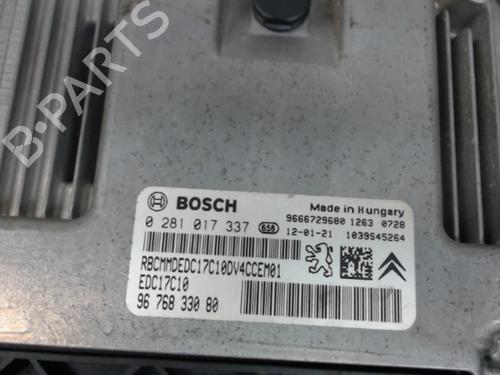 B-PARTS
BOSCH
Made in Hungary
0 281 017 337 658
9666729680 1263 0728
12-01-21 1039S45264
RBCMMDEDC17C10DV4CCEM01
EDC17C10
96 768 330 80